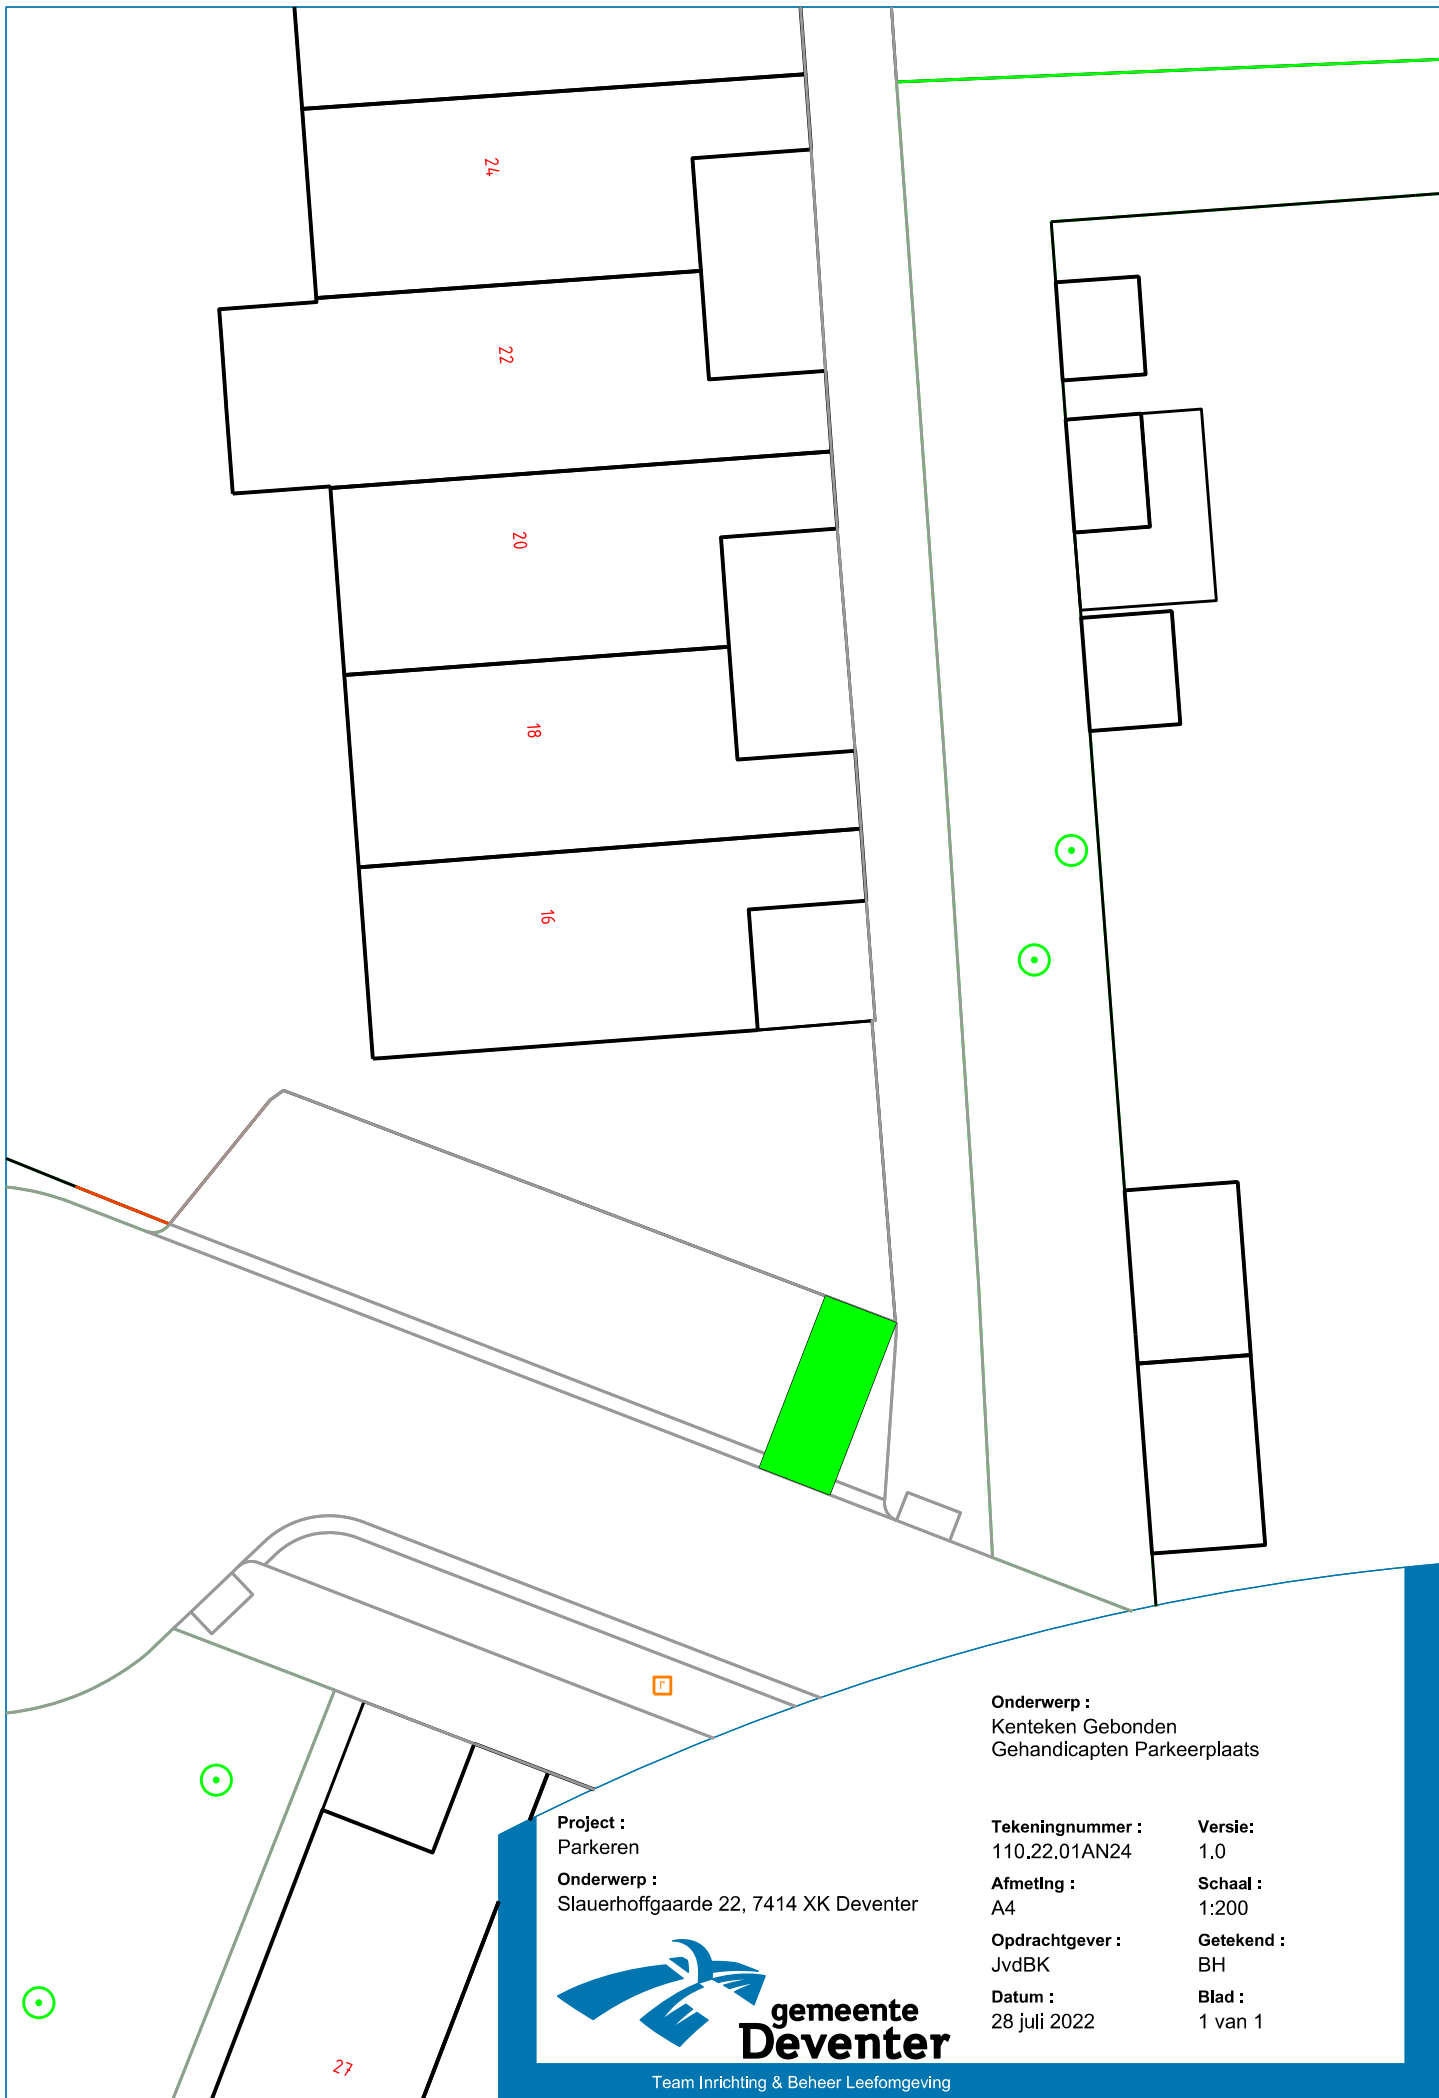 24
22
20
18
16
27
Onderwerp :
Kenteken Gebonden
Gehandicapten Parkeerplaats
Project :
Parkeren
Onderwerp :
Slauerhoffgaarde 22, 7414 XK Deventer
Tekeningnummer :
110.22.01AN24
Versie:
1.0
Afmeting :
A4
Schaal :
1:200
Opdrachtgever :
JvdBK
Getekend :
BH
Datum :
28 juli 2022
Blad :
1 van 1
gemeente
Deventer
Team Inrichting & Beheer Leefomgeving